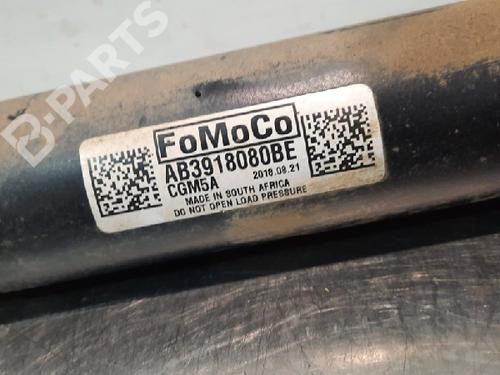 B-PARTS
FoMoCo
AB3918080BE
CGM5A 2018.08.21
MADE IN SOUTH AFRICA
DO NOT OPEN LOAD PRESSURE